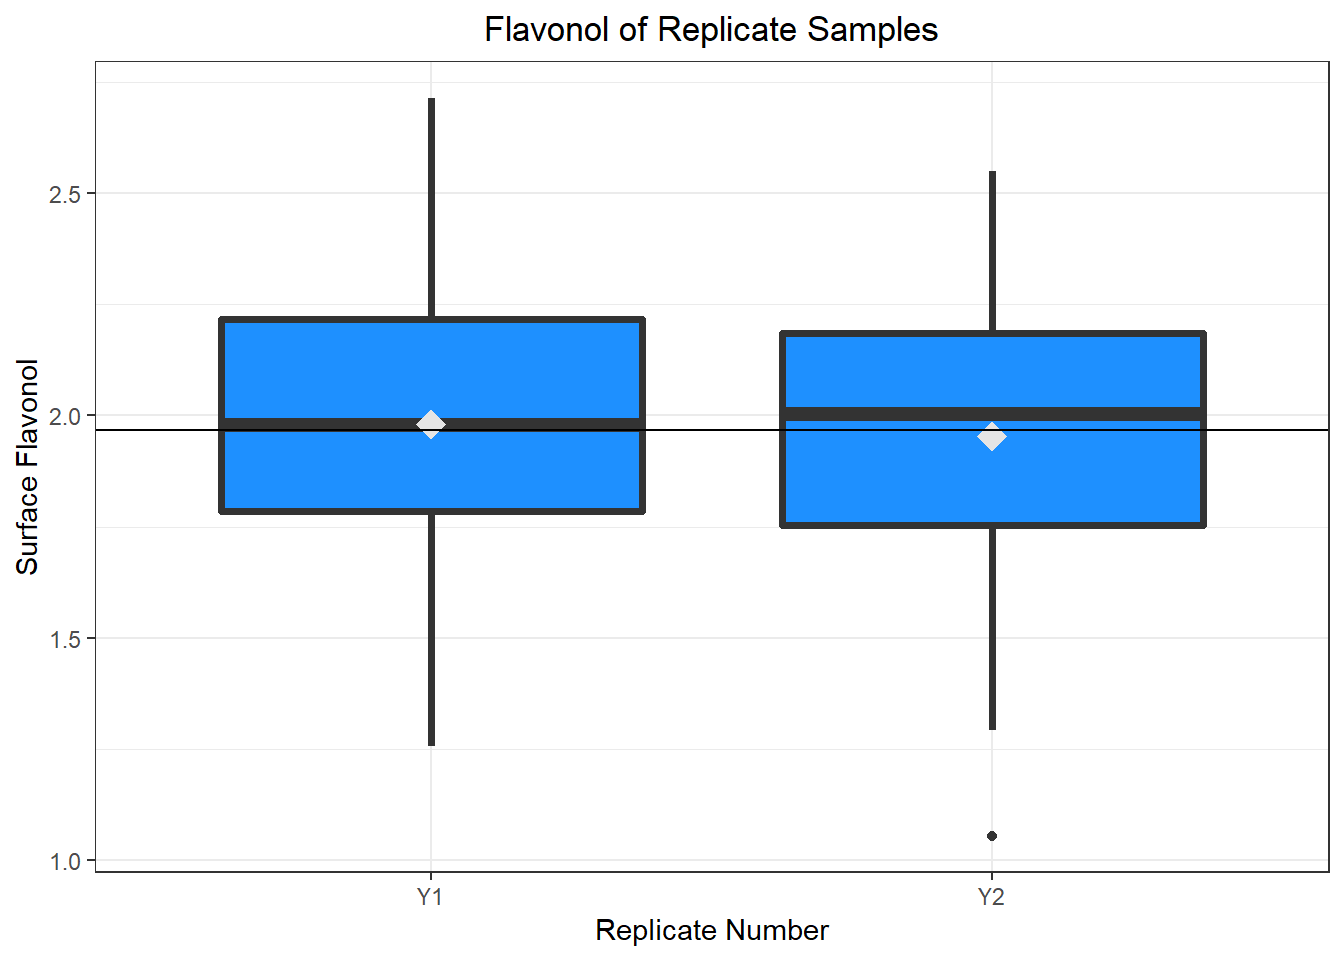 Flavonol of Replicate Samples
Surface Flavonol
2.5
2.0
1.5
1.0
Y1 Y2
Replicate Number